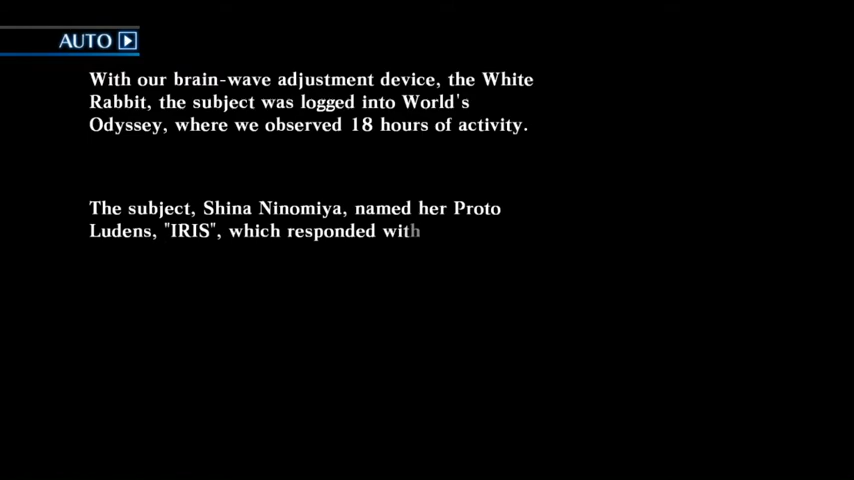 AUTO
With our brain-wave adjustment device, the White
Rabbit, the subject was logged into World's
Odyssey, where we observed 18 hours of activity.
The subject, Shina Ninomiya, named her Proto
Ludens, "IRIS", which responded with